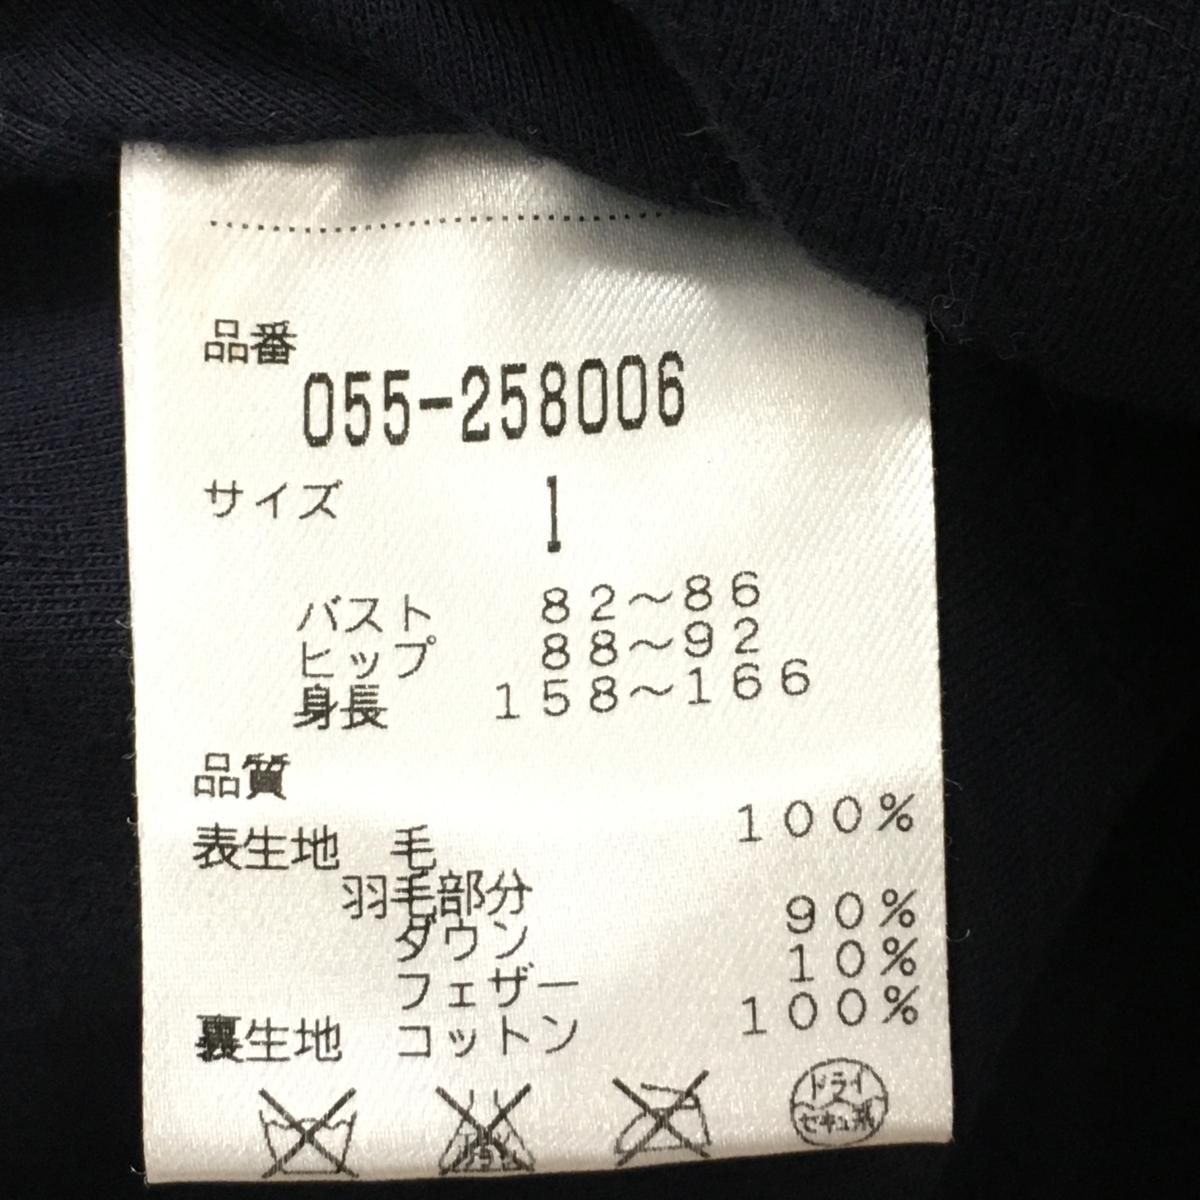 品番
055-258006
サイズ 1
バスト 82〜86
ヒップ 88〜92
身長 158〜166
品質
表生地 毛 100%
羽毛部分
ダウン 90%
フェザー 10%
裏生地 コットン 100%
ドライ
セキユ系